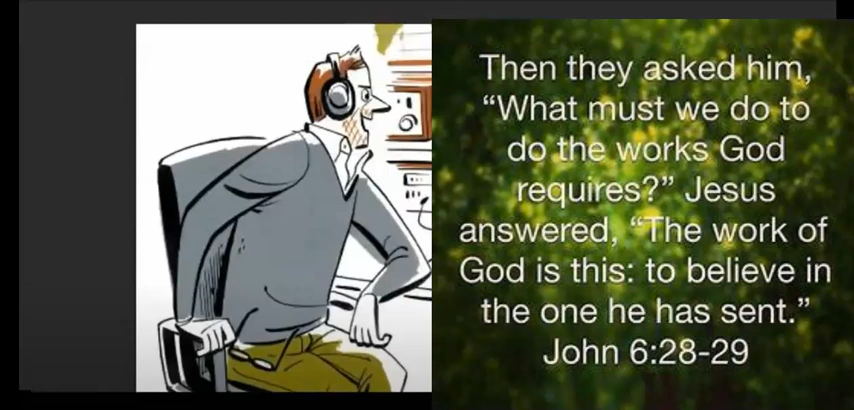 Then they asked him,
“What must we do to
do the works God
requires?” Jesus
answered, “The work of
God is this: to believe in
the one he has sent.”
John 6:28-29